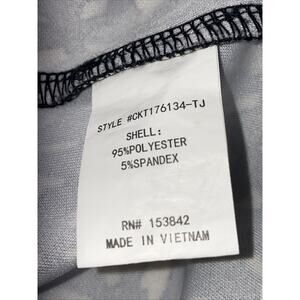 STYLE #CKT176134-TJ
SHELL:
95%POLYESTER
5%SPANDEX
RN# 153842
MADE IN VIETNAM